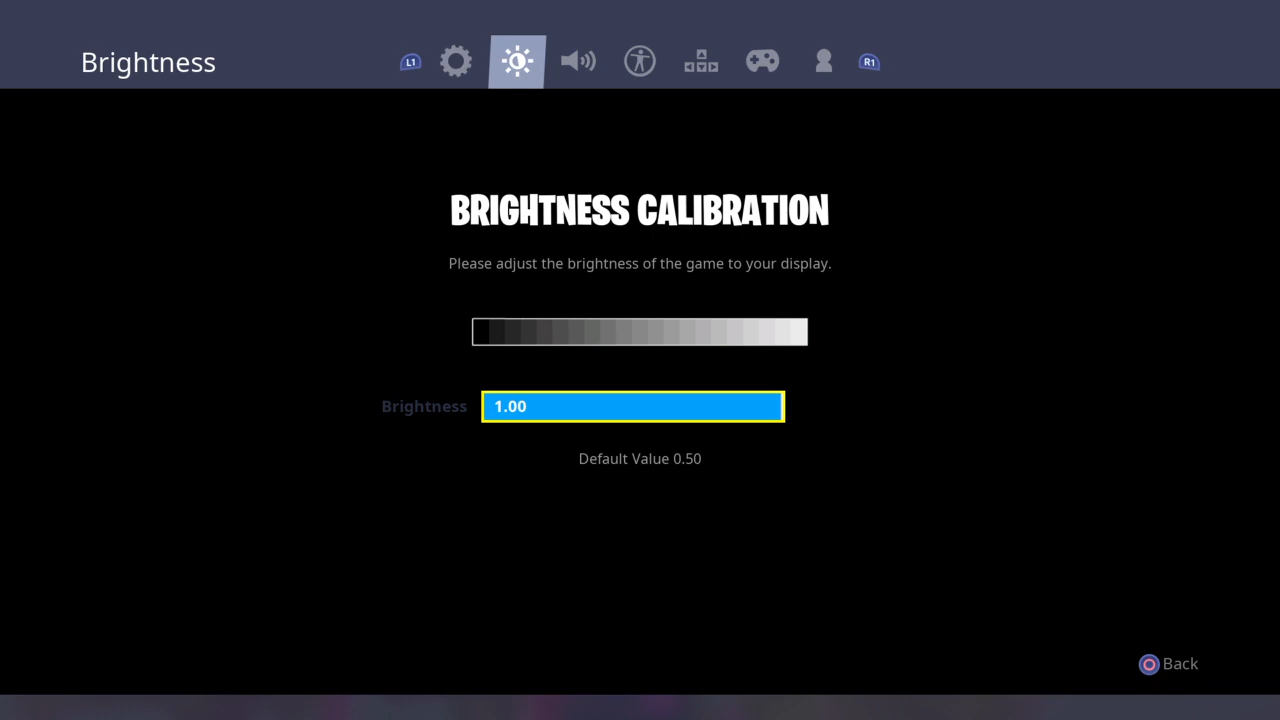 Brightness
L1
R1
BRIGHTNESS CALIBRATION
Please adjust the brightness of the game to your display.
Brightness 1.00
Default Value 0.50
Back